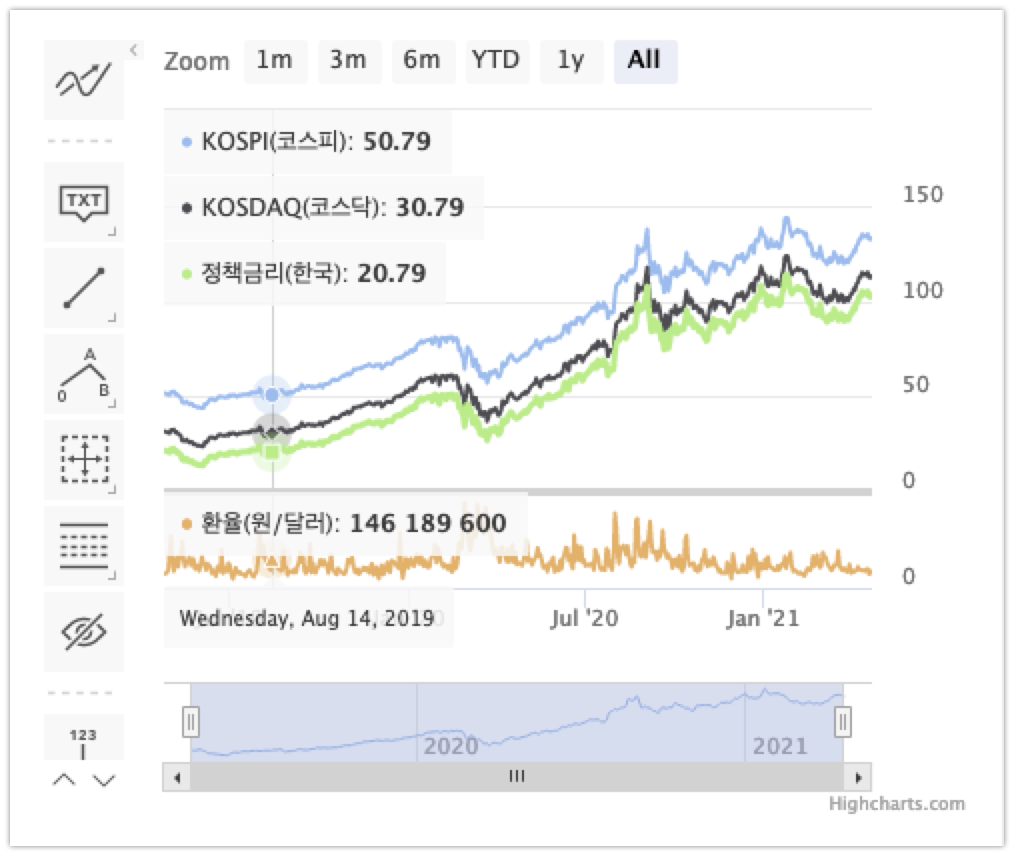 Zoom 1m 3m 6m YTD 1y All
KOSPI(코스피): 50.79
150
KOSDAQ(코스닥): 30.79
정책금리(한국): 20.79
100
50
0
TXT
A
0 B
환율(원/달러): 146 189 600
0
Wednesday, Aug 14, 2019 Jul '20 Jan '21
123
2020 2021
Highcharts.com